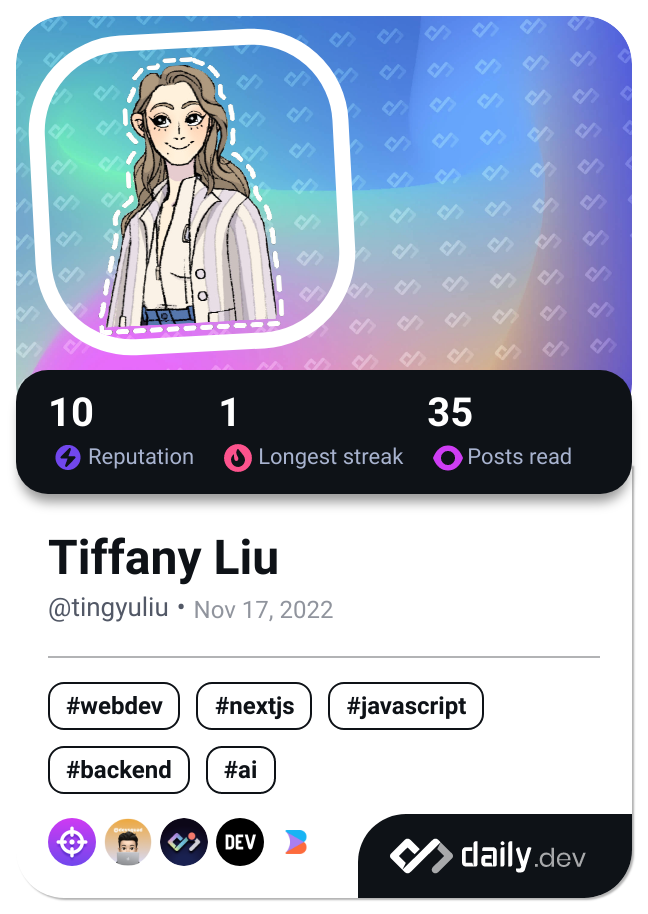 10 1 35
Reputation Longest streak Posts read
Tiffany Liu
@tingyuliu • Nov 17, 2022
#webdev #nextjs #javascript
#backend #ai
DEV
daily.dev